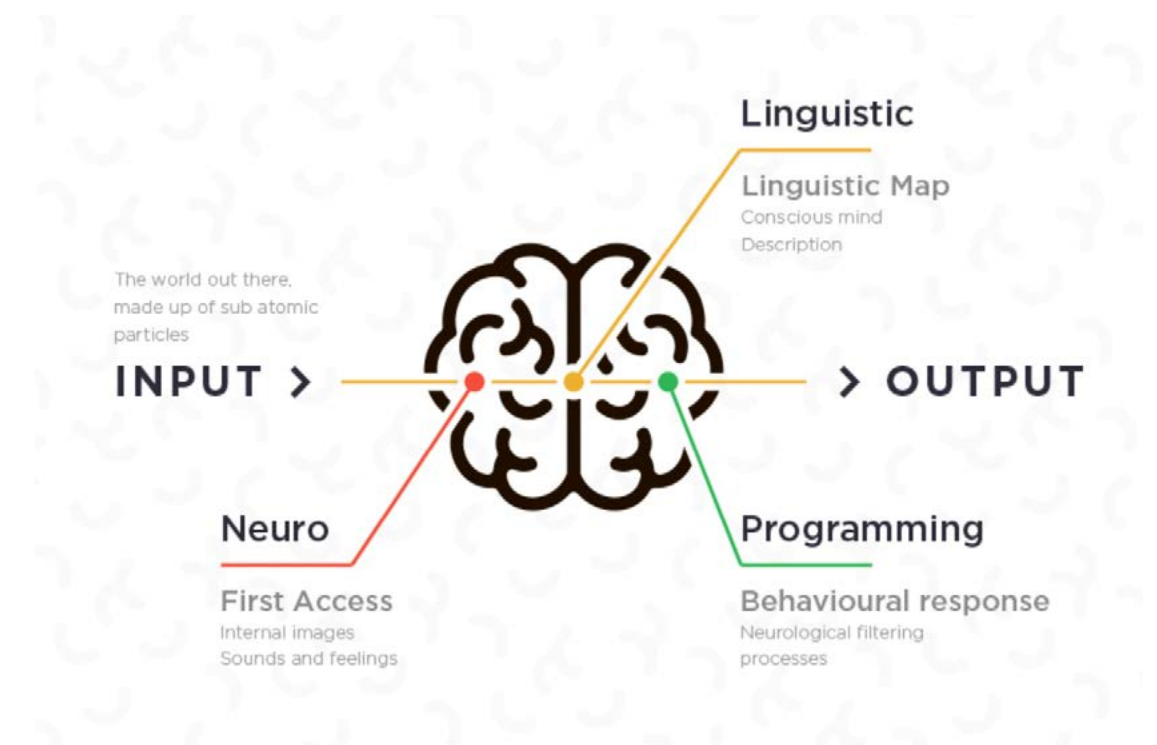 Linguistic
Linguistic Map
Conscious mind
Description
The world out there,
made up of sub atomic
particles
INPUT >
> OUTPUT
Neuro
First Access
Internal images
Sounds and feelings
Programming
Behavioural response
Neurological filtering
processes